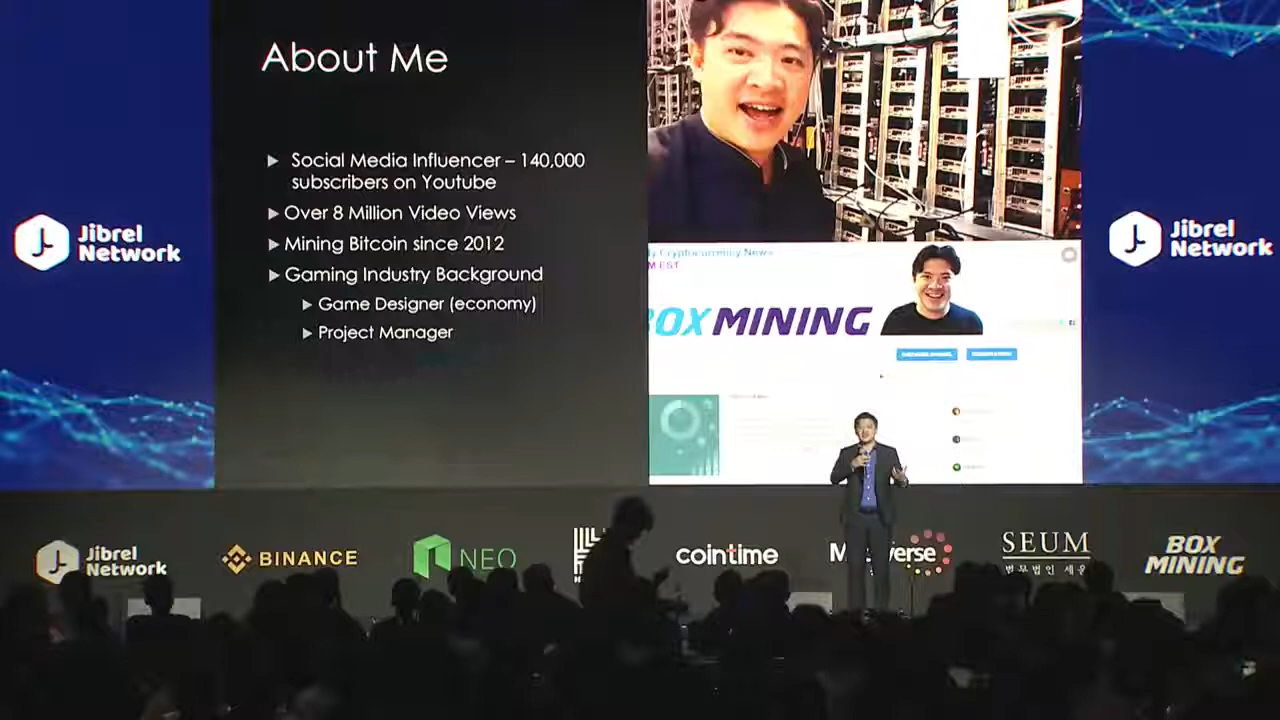 About Me
Social Media Influencer – 140,000
subscribers on Youtube
Over 8 Million Video Views
Mining Bitcoin since 2012
Gaming Industry Background
Game Designer (economy)
Project Manager
Cryptocurrency News
M EST
BOXMINING
Jibrel
Network
Jibrel
Network
Jibrel
Network
BINANCE
NEO
cointime
SEUM
법무법인 세움
BOX
MINING